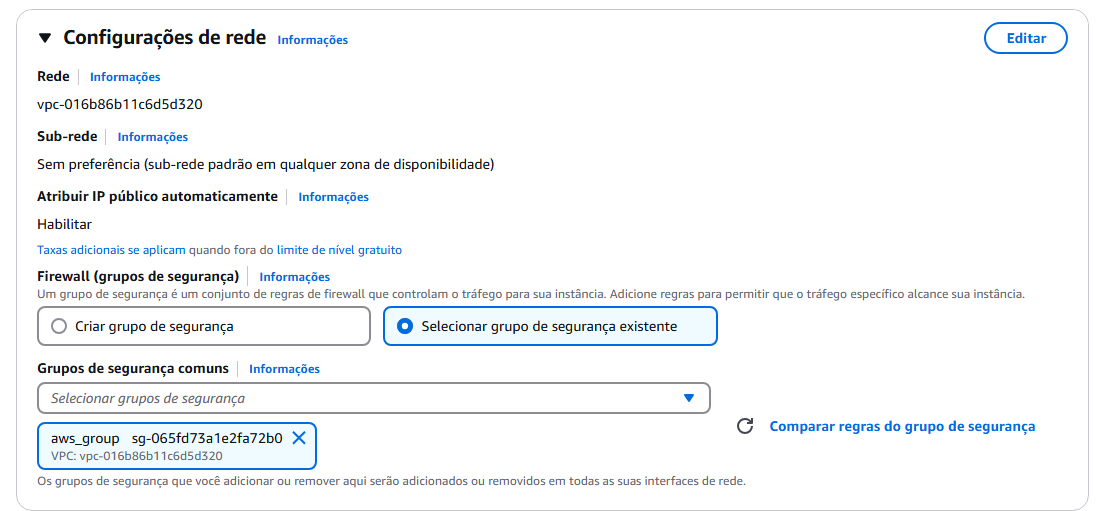 Configurações de rede Informações
Editar
Rede Informações
vpc-016b86b11c6d5d320
Sub-rede Informações
Sem preferência (sub-rede padrão em qualquer zona de disponibilidade)
Atribuir IP público automaticamente Informações
Habilitar
Taxas adicionais se aplicam quando fora do limite de nível gratuito
Firewall (grupos de segurança) Informações
Um grupo de segurança é um conjunto de regras de firewall que controlam o tráfego para sua instância. Adicione regras para permitir que o tráfego específico alcance sua instância.
Criar grupo de segurança
Selecionar grupo de segurança existente
Grupos de segurança comuns Informações
Selecionar grupos de segurança
aws_group sg-065fd73a1e2fa72b0
VPC: vpc-016b86b11c6d5d320
Comparar regras do grupo de segurança
Os grupos de segurança que você adicionar ou remover aqui serão adicionados ou removidos em todas as suas interfaces de rede.